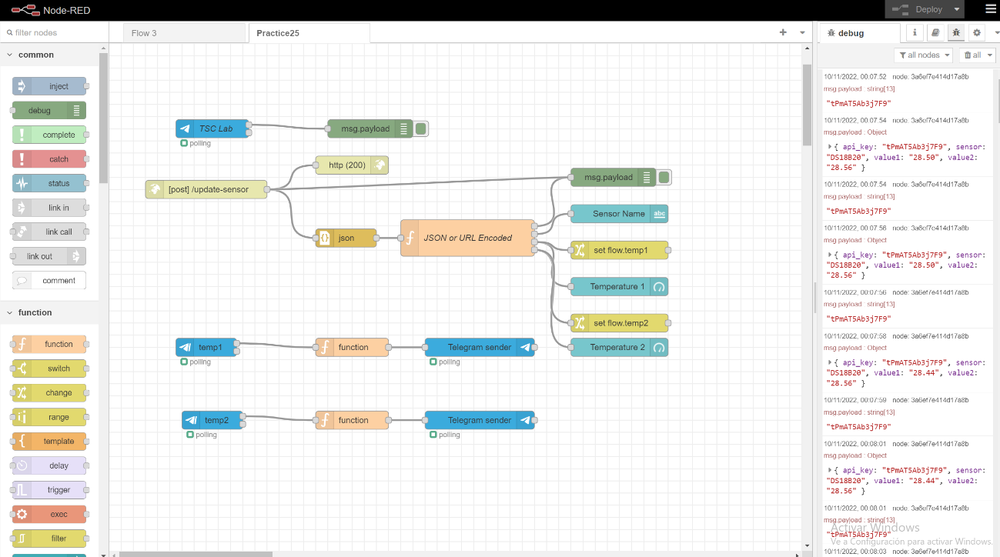 Node-RED
Deploy
filter nodes
Flow 3
Practice25
debug
i
all nodes
all
common
inject
debug
complete
catch
status
link in
link call
link out
comment
function
function
switch
change
range
template
delay
trigger
exec
filter
TSC Lab
polling
msg.payload
http (200)
[post] /update-sensor
json
JSON or URL Encoded
msg.payload
Sensor Name
abc
set flow.temp1
Temperature 1
set flow.temp2
Temperature 2
temp1
polling
function
Telegram sender
polling
temp2
polling
function
Telegram sender
polling
10/11/2022, 00:07:52 node: 3a6ef7e414d17a8b
msg.payload : string[13]
"tPmAT5Ab3j7F9"
10/11/2022, 00:07:54 node: 3a6ef7e414d17a8b
msg.payload : Object
{ api_key: "tPmAT5Ab3j7F9", sensor:
"DS18B20", value1: "28.50", value2:
"28.56" }
10/11/2022, 00:07:54 node: 3a6ef7e414d17a8b
msg.payload : string[13]
"tPmAT5Ab3j7F9"
10/11/2022, 00:07:56 node: 3a6ef7e414d17a8b
msg.payload : Object
{ api_key: "tPmAT5Ab3j7F9", sensor:
"DS18B20", value1: "28.50", value2:
"28.56" }
10/11/2022, 00:07:56 node: 3a6ef7e414d17a8b
msg.payload : string[13]
"tPmAT5Ab3j7F9"
10/11/2022, 00:07:58 node: 3a6ef7e414d17a8b
msg.payload : Object
{ api_key: "tPmAT5Ab3j7F9", sensor:
"DS18B20", value1: "28.44", value2:
"28.56" }
10/11/2022, 00:07:59 node: 3a6ef7e414d17a8b
msg.payload : string[13]
"tPmAT5Ab3j7F9"
10/11/2022, 00:08:01 node: 3a6ef7e414d17a8b
msg.payload : Object
{ api_key: "tPmAT5Ab3j7F9", sensor:
"DS18B20", value1: "28.44", value2:
"28.56" }
10/11/2022, 00:08:01 node: 3a6ef7e414d17a8b
msg.payload : string[13]
"tPmAT5Ab3j7F9"
10/11/2022, 00:08:03 node: 3a6ef7e414d17a8b
Activar Windows
Ve a Configuración para activar Windows.